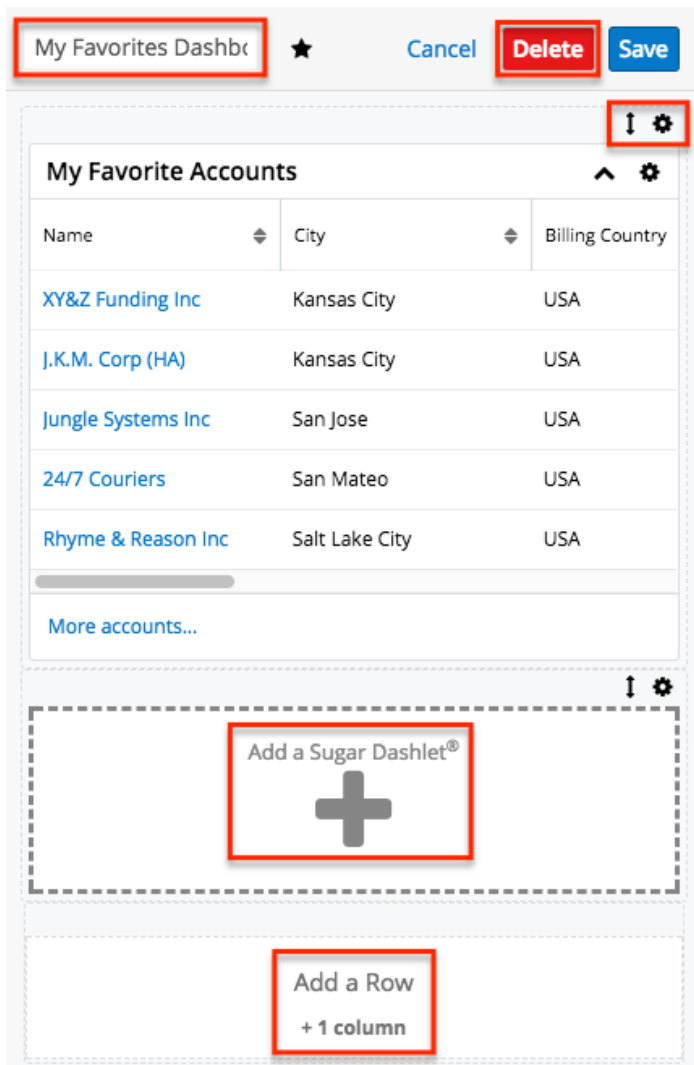 My Favorites Dashbo Cancel Delete Save
My Favorite Accounts
Name City Billing Country
XY&Z Funding Inc Kansas City USA
J.K.M. Corp (HA) Kansas City USA
Jungle Systems Inc San Jose USA
24/7 Couriers San Mateo USA
Rhyme & Reason Inc Salt Lake City USA
More accounts...
Add a Sugar Dashlet®
Add a Row
+ 1 column